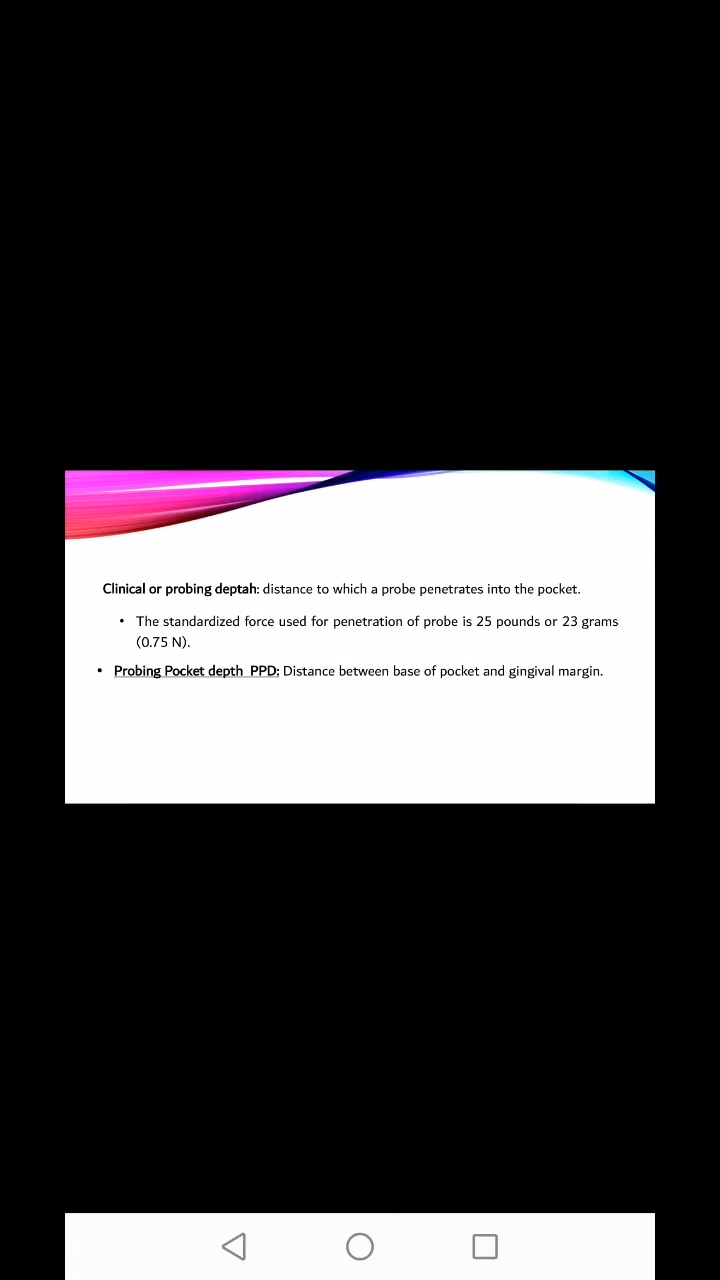 Clinical or probing deptah: distance to which a probe penetrates into the pocket.
• The standardized force used for penetration of probe is 25 pounds or 23 grams
(0.75 N).
• Probing Pocket depth PPD: Distance between base of pocket and gingival margin.